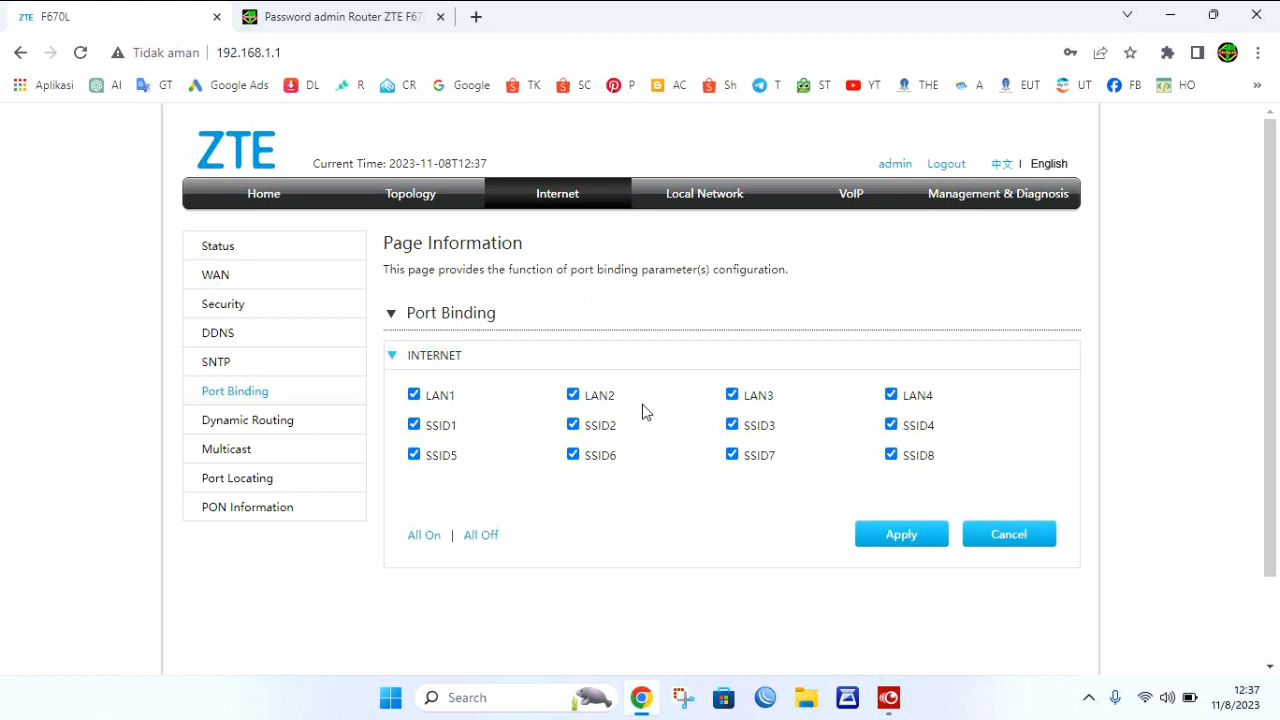 ZTE F670L
Password admin Router ZTE F67
Tidak aman 192.168.1.1
Aplikasi AI GT Google Ads DL R CR Google TK SC P AC Sh T ST YT THE A EUT UT FB HO »
ZTE
Current Time: 2023-11-08T12:37
admin Logout 中文 | English
Home Topology Internet Local Network VoIP Management & Diagnosis
Status
WAN
Security
DDNS
SNTP
Port Binding
Dynamic Routing
Multicast
Port Locating
PON Information
Page Information
This page provides the function of port binding parameter(s) configuration.
Port Binding
INTERNET
LAN1 LAN2 LAN3 LAN4
SSID1 SSID2 SSID3 SSID4
SSID5 SSID6 SSID7 SSID8
All On | All Off
Apply Cancel
Search
12:37
11/8/2023